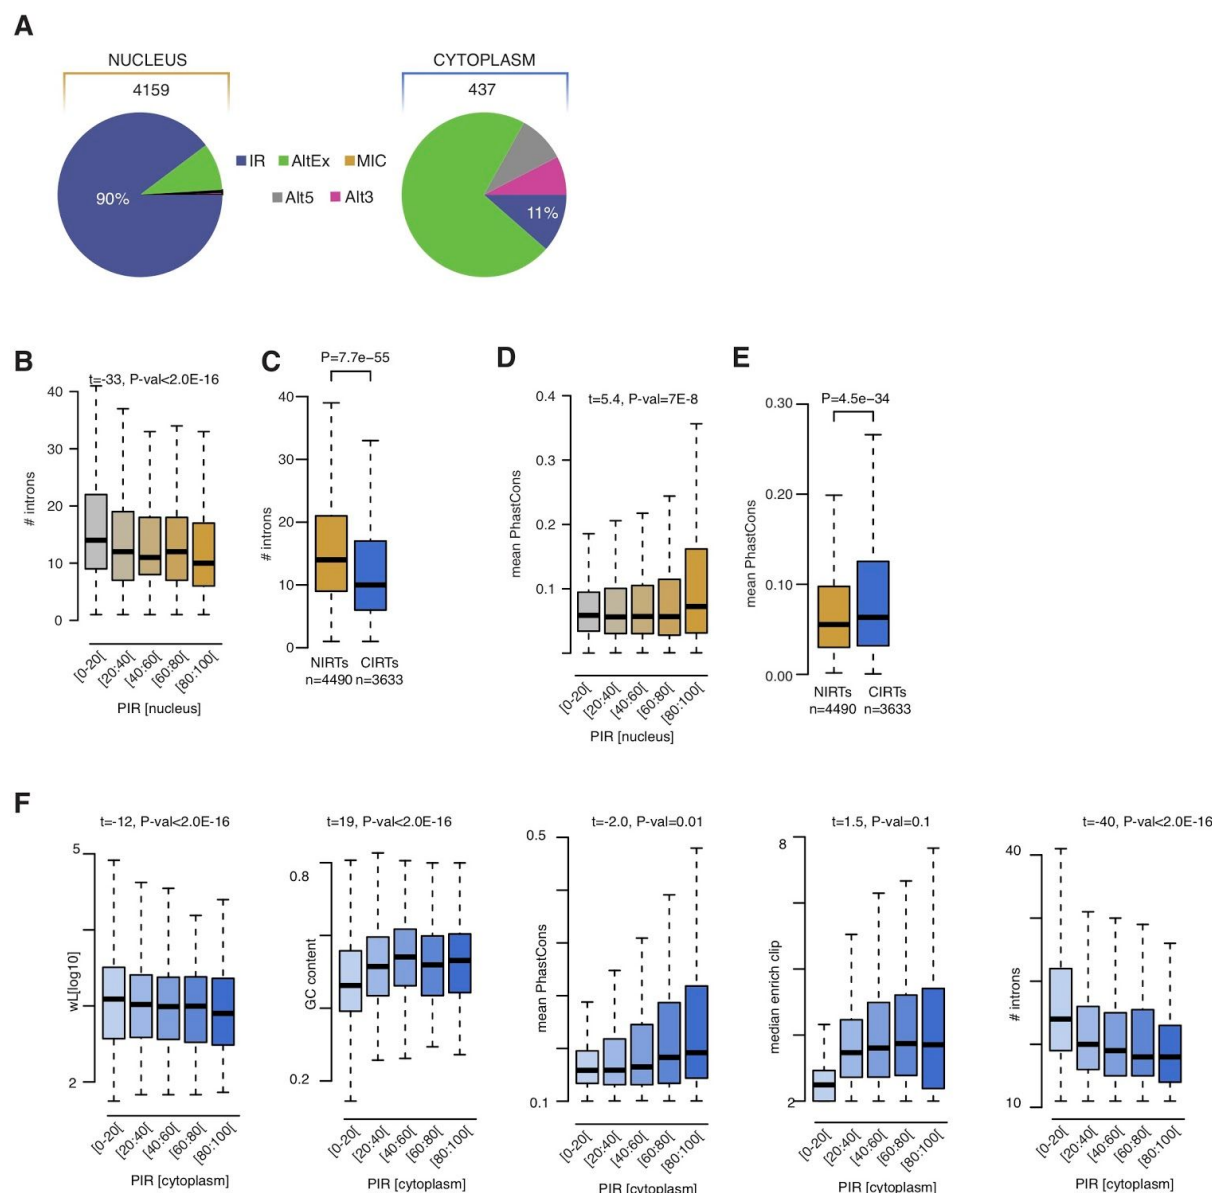 A
NUCLEUS
4159
CYTOPLASM
437
90%
IR AltEx MIC
Alt5 Alt3
11%
B
t=-33, P-val<2.0E-16
# introns
40
30
20
10
0
[0-20[ [20:40[ [40:60[ [60:80[ [80:100[
PIR [nucleus]
C
P=7.7e-55
# introns
40
30
20
10
0
NIRTs CIRTs
n=4490 n=3633
D
t=5.4, P-val=7E-8
mean PhastCons
0.4
0.3
0.2
0.1
[0-20[ [20:40[ [40:60[ [60:80[ [80:100[
PIR [nucleus]
E
P=4.5e-34
mean PhastCons
0.30
0.20
0.10
0.00
NIRTs CIRTs
n=4490 n=3633
F
t=-12, P-val<2.0E-16
wL[log10]
5
2
[0-20[ [20:40[ [40:60[ [60:80[ [80:100[
PIR [cytoplasm]
t=19, P-val<2.0E-16
GC content
0.8
0.2
[0-20[ [20:40[ [40:60[ [60:80[ [80:100[
PIR [cytoplasm]
t=-2.0, P-val=0.01
mean PhastCons
0.5
0.1
[0-20[ [20:40[ [40:60[ [60:80[ [80:100[
PIR [cytoplasm]
t=1.5, P-val=0.1
median enrich clip
8
2
[0-20[ [20:40[ [40:60[ [60:80[ [80:100[
PIR [cytoplasm]
t=-40, P-val<2.0E-16
# introns
40
10
[0-20[ [20:40[ [40:60[ [60:80[ [80:100[
PIR [cytoplasm]